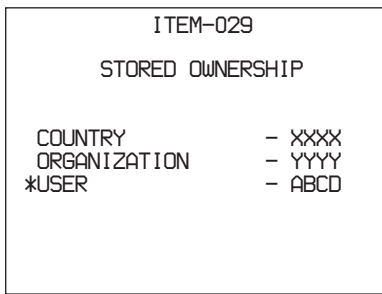 ITEM-029
STORED OWNERSHIP
COUNTRY - XXXX
ORGANIZATION - YYYY
*USER - ABCD